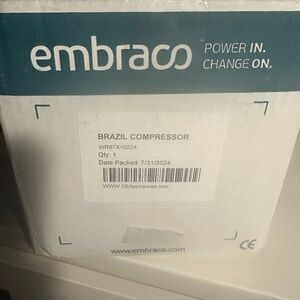 embraco
POWER IN.
CHANGE ON.
BRAZIL COMPRESSOR
WR87X10224
Qty 1
Date Packed 7/31/2024
WWW.GEAppliances.com
www.embraco.com
CE